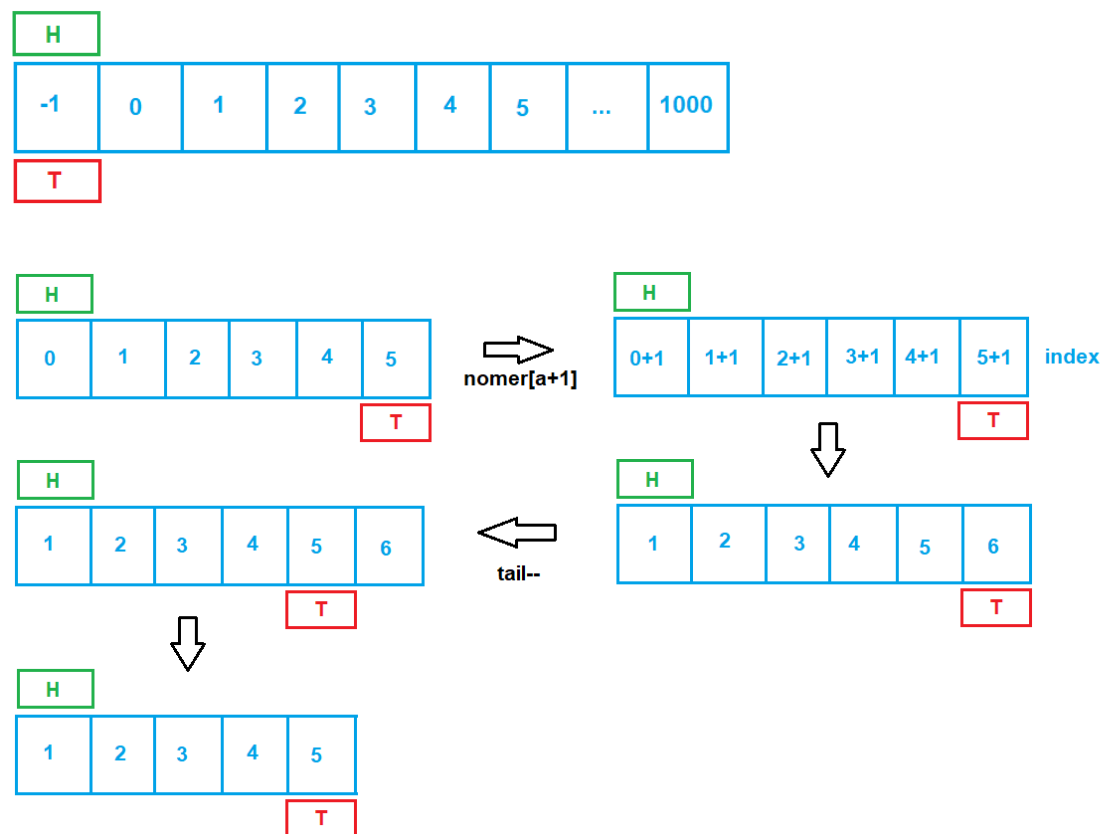 H
-1 0 1 2 3 4 5 ... 1000
T
H
0 1 2 3 4 5
T
nomer[a+1]
H
0+1 1+1 2+1 3+1 4+1 5+1 index
T
H
1 2 3 4 5 6
T
tail--
H
1 2 3 4 5 6
T
H
1 2 3 4 5
T